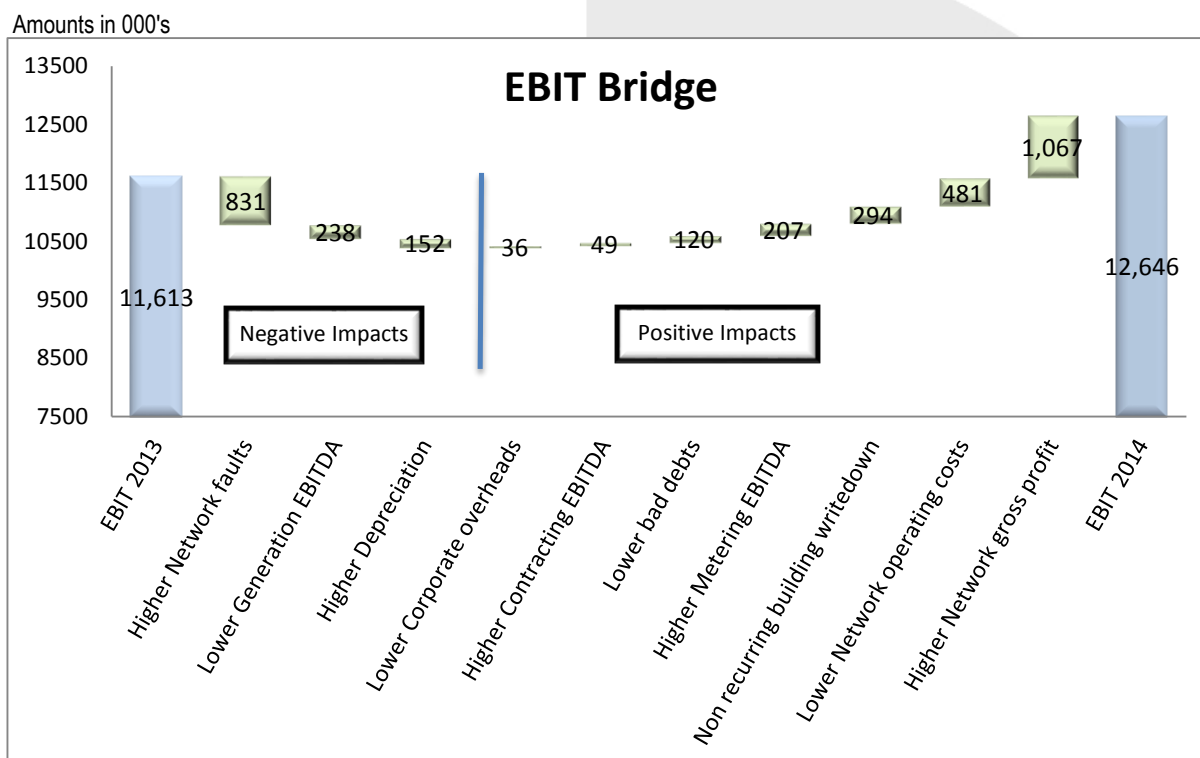 Amounts in 000's
EBIT Bridge
13500
12500
11500
10500
9500
8500
7500
11,613
831
238
152
36
49
120
207
294
481
1,067
12,646
Negative Impacts
Positive Impacts
EBIT 2013
Higher Network faults
Lower Generation EBITDA
Higher Depreciation
Lower Corporate overheads
Higher Contracting EBITDA
Lower bad debts
Higher Metering EBITDA
Non recurring building writedown
Lower Network operating costs
Higher Network gross profit
EBIT 2014